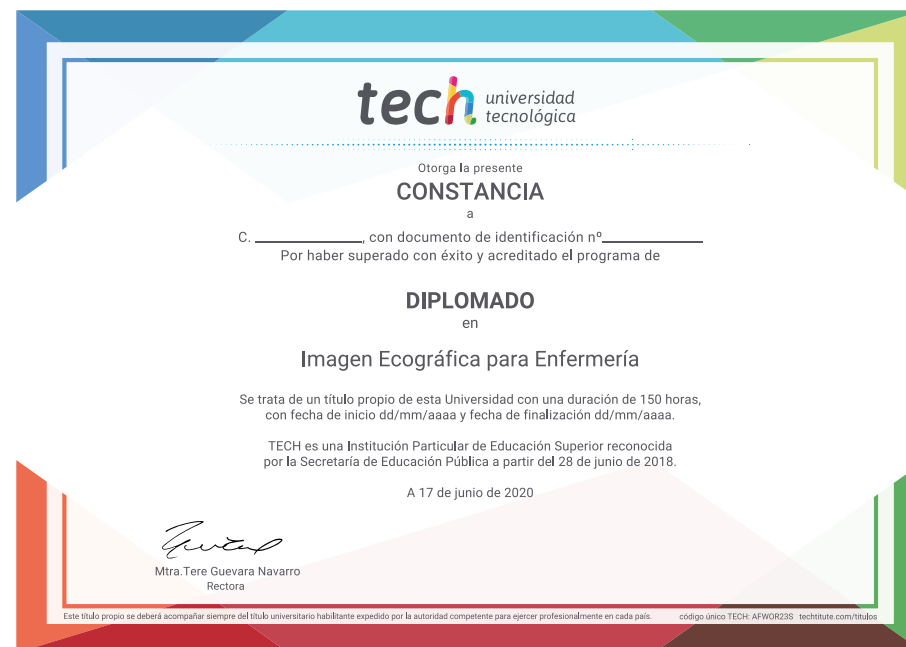 tech universidad
tecnológica
Otorga la presente
CONSTANCIA
a
C. ______________, con documento de identificación nº_____________
Por haber superado con éxito y acreditado el programa de
DIPLOMADO
en
Imagen Ecográfica para Enfermería
Se trata de un título propio de esta Universidad con una duración de 150 horas,
con fecha de inicio dd/mm/aaaa y fecha de finalización dd/mm/aaaa.
TECH es una Institución Particular de Educación Superior reconocida
por la Secretaría de Educación Pública a partir del 28 de junio de 2018.
A 17 de junio de 2020
Mtra.Tere Guevara Navarro
Rectora
Este título propio se deberá acompañar siempre del título universitario habilitante expedido por la autoridad competente para ejercer profesionalmente en cada país. código único TECH: AFWOR23S techtitute.com/titulos